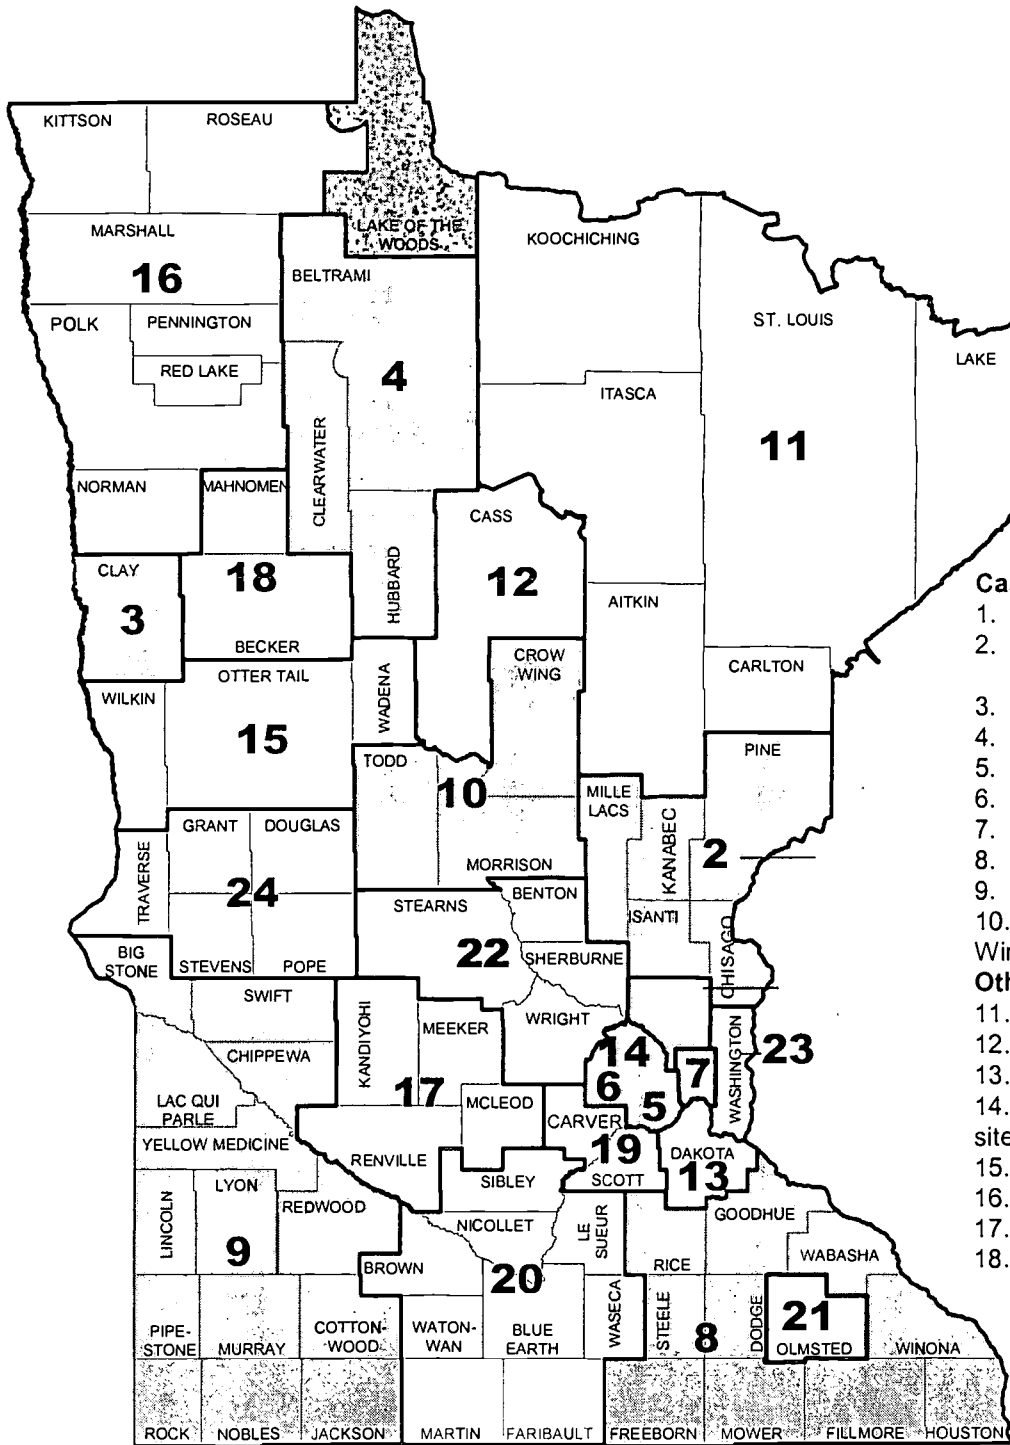 KITTSON
ROSEAU
LAKE OF THE
WOODS
MARSHALL
16
BELTRAMI
KOOCHICHING
POLK
PENNINGTON
ST. LOUIS
RED LAKE
LAKE
4
ITASCA
11
CLEARWATER
NORMAN
MAHNOMEN
CASS
CLAY
18
12
HUBBARD
3
AITKIN
BECKER
CROW
WING
CARLTON
OTTER TAIL
WILKIN
WADENA
15
TODD
PINE
10
MILLE
LACS
GRANT
DOUGLAS
KANABEC
2
TRAVERSE
MORRISON
24
BENTON
STEARNS
ISANTI
CHISAGO
BIG
STONE
STEVENS
POPE
22
SHERBURNE
SWIFT
WRIGHT
KANDIYOHI
MEEKER
14
WASHINGTON
23
CHIPPEWA
6
7
17
LAC QUI
PARLE
MCLEOD
5
CARVER
YELLOW MEDICINE
19
DAKOTA
RENVILLE
SIBLEY
SCOTT
13
LYON
REDWOOD
LINCOLN
NICOLLET
LE
SUEUR
GOODHUE
9
BROWN
20
RICE
WABASHA
WASECA
STEELE
DODGE
21
PIPE-
STONE
MURRAY
COTTON-
WOOD
WATON-
WAN
BLUE
EARTH
8
OLMSTED
WINONA
ROCK
NOBLES
JACKSON
MARTIN
FARIBAULT
FREEBORN
MOWER
FILLMORE
HOUSTON
Ca
1.
2.
3.
4.
5.
6.
7.
8.
9.
10.
Win
Oth
11.
12.
13.
14.
site
15.
16.
17.
18.